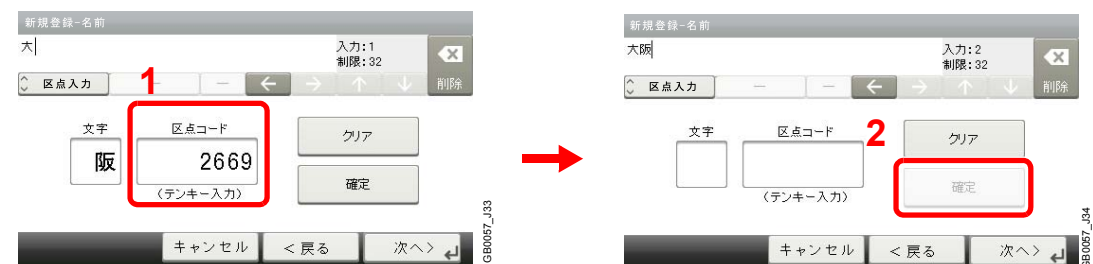 新規登録-名前
大
入力:1
制限:32
区点入力
1
削除
文字
区点コード
阪
2669
(テンキー入力)
クリア
確定
キャンセル
<戻る
次へ>
GB0057_J33
新規登録-名前
大阪
入力:2
制限:32
区点入力
削除
文字
区点コード
2
(テンキー入力)
クリア
確定
キャンセル
<戻る
次へ>
GB0057_J34